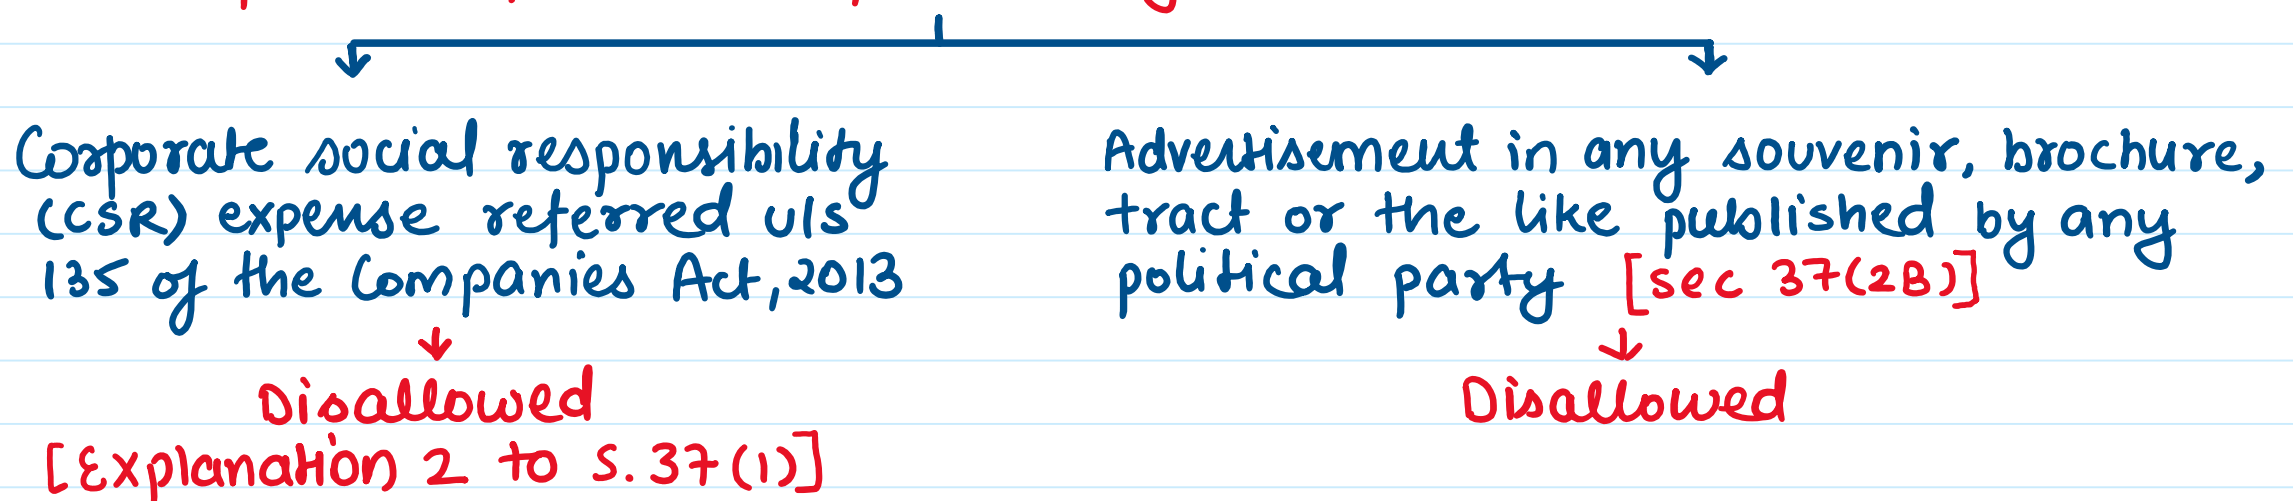 Corporate social responsibility
(CSR) expense referred u/s
135 of the Companies Act, 2013
Disallowed
[Explanation 2 to S. 37(1)]
Advertisement in any souvenir, brochure,
tract or the like published by any
political party [sec 37(2B)]
Disallowed